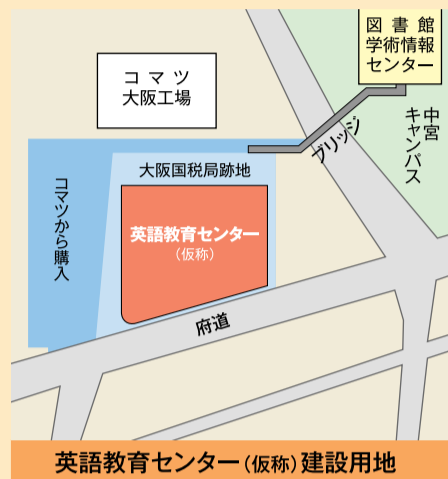 図書館
学術情報
センター
コマツ
大阪工場
中宮
キャンパス
ブリッジ
大阪国税局跡地
コマツから購入
英語教育センター
(仮称)
府道
英語教育センター(仮称)建設用地